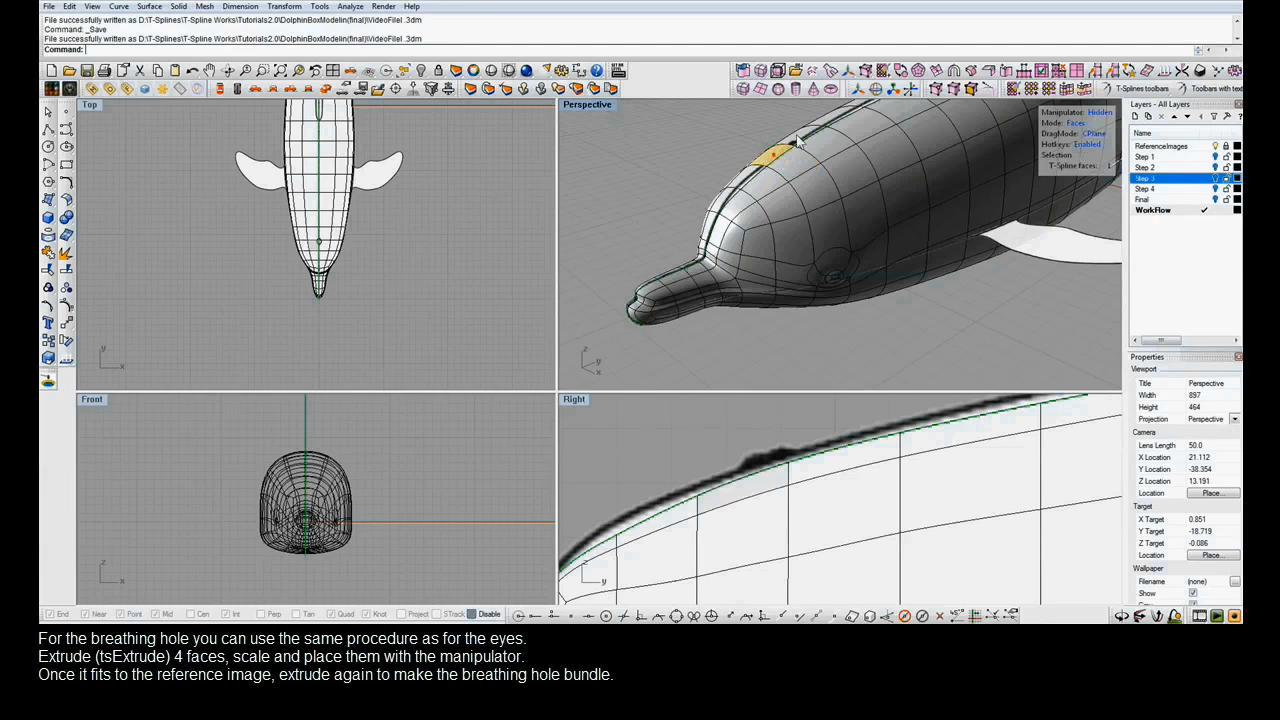 File Edit View Curve Surface Solid Mesh Dimension Transform Tools Analyze Render Help
File successfully written as D:\T-Splines\T-Spline Works\Tutorials2.0\DolphinBoxModelin(final)\VideoFileI .3dm
Command: _Save
File successfully written as D:\T-Splines\T-Spline Works\Tutorials2.0\DolphinBoxModelin(final)\VideoFileI .3dm
Command:
T-Splines toolbars
Toolbars with text
Top
Perspective
Manipulator: Hidden
Mode: Faces
DragMode: CPlane
Hotkeys: Enabled
Selection
T-Spline faces: 1
Layers - All Layers
Name
ReferenceImages
Step 1
Step 2
Step 3
Step 4
Final
WorkFlow
y
x
z
y
x
Properties
Viewport
Title Perspective
Width 897
Height 464
Projection Perspective
Camera
Lens Length 50.0
X Location 21.112
Y Location -38.354
Z Location 13.191
Location Place...
Target
X Target 0.851
Y Target -18.719
Z Target -0.086
Location Place...
Wallpaper
Filename (none)
Show
Front
Right
z
x
z
y
End Near Point Mid Cen Int Perp Tan Quad Knot Project STrack Disable
For the breathing hole you can use the same procedure as for the eyes.
Extrude (tsExtrude) 4 faces, scale and place them with the manipulator.
Once it fits to the reference image, extrude again to make the breathing hole bundle.